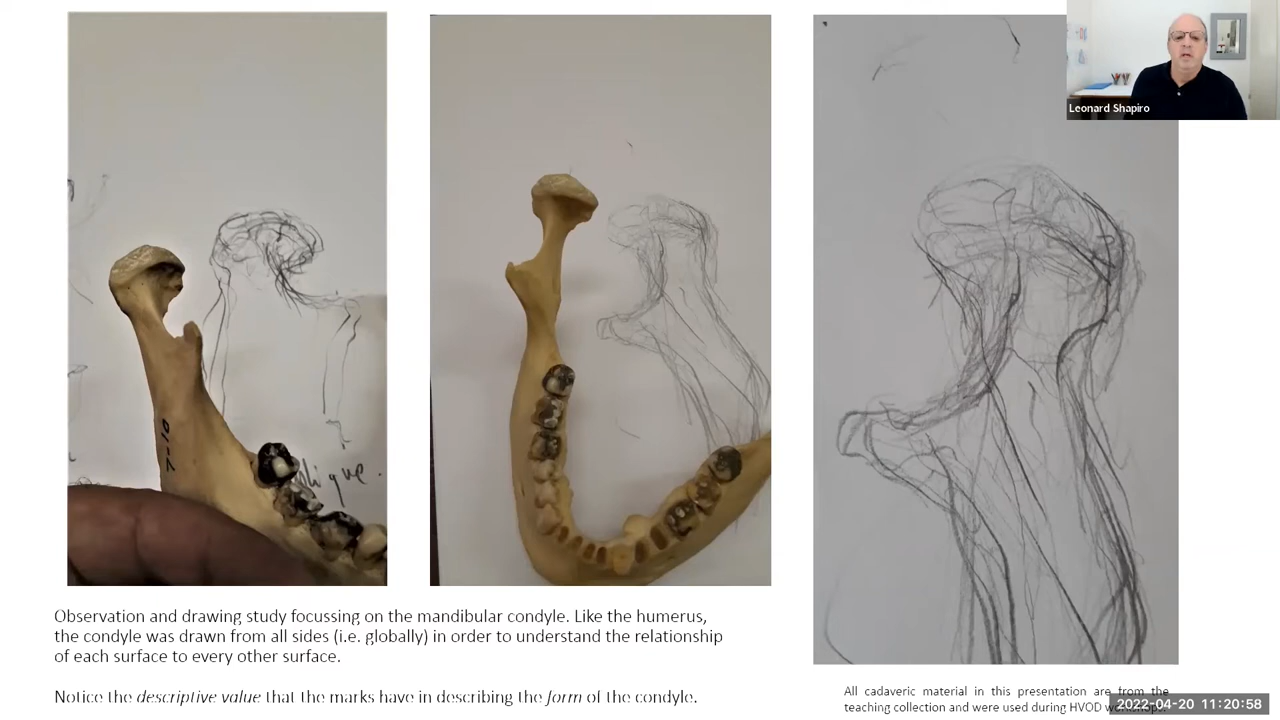 Leonard Shapiro
Observation and drawing study focussing on the mandibular condyle. Like the humerus,
the condyle was drawn from all sides (i.e. globally) in order to understand the relationship
of each surface to every other surface.
Notice the descriptive value that the marks have in describing the form of the condyle.
All cadaveric material in this presentation are from the
teaching collection and were used during HVOD
2022-04-20 11:20:58